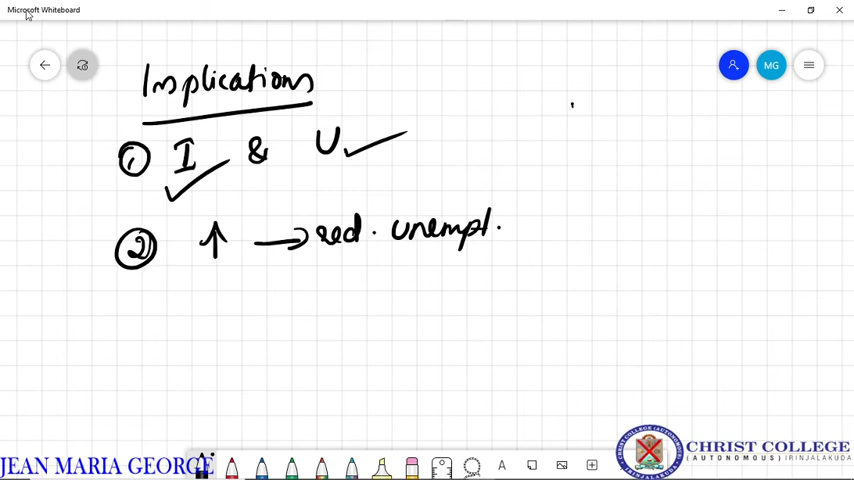 Microsoft Whiteboard
MG
Implications
① I & U
② ↑ → red. unempl.
A
JEAN MARIA GEORGE
CHRIST COLLEGE
(AUTONOMOUS) IRINJALAKUDA